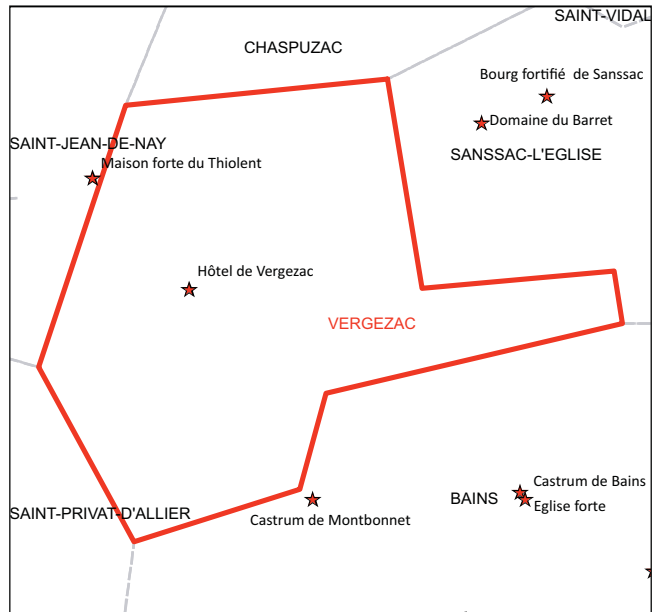 SAINT-VIDAL
CHASPUZAC
Bourg fortifié de Sanssac
Domaine du Barret
SAINT-JEAN-DE-NAY
SANSSAC-L'EGLISE
Maison forte du Thiolent
Hôtel de Vergezac
VERGEZAC
Castrum de Bains
BAINS
Eglise forte
SAINT-PRIVAT-D'ALLIER
Castrum de Montbonnet